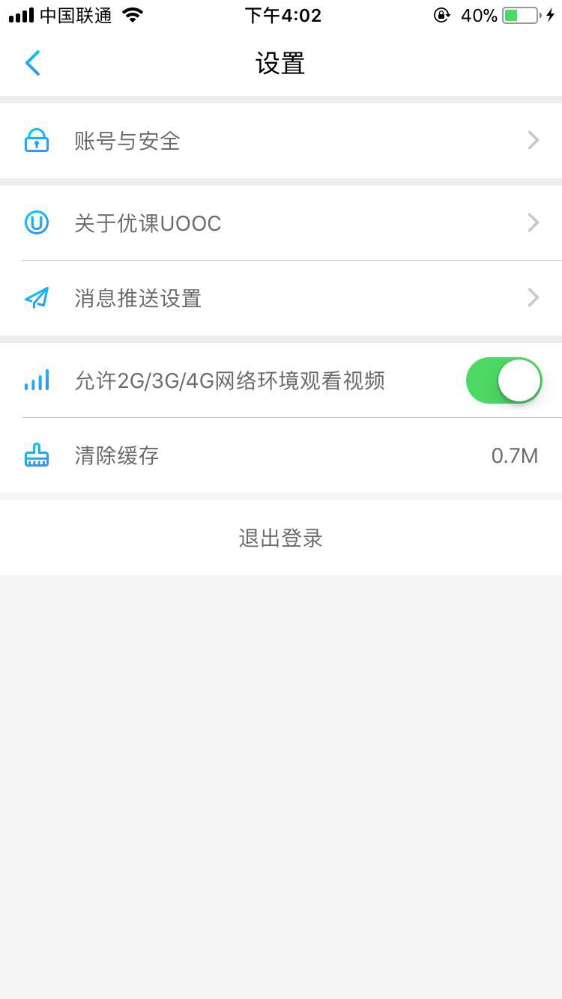 中国联通 下午4:02 40%
设置
账号与安全
关于优课UOOC
消息推送设置
允许2G/3G/4G网络环境观看视频
清除缓存 0.7M
退出登录